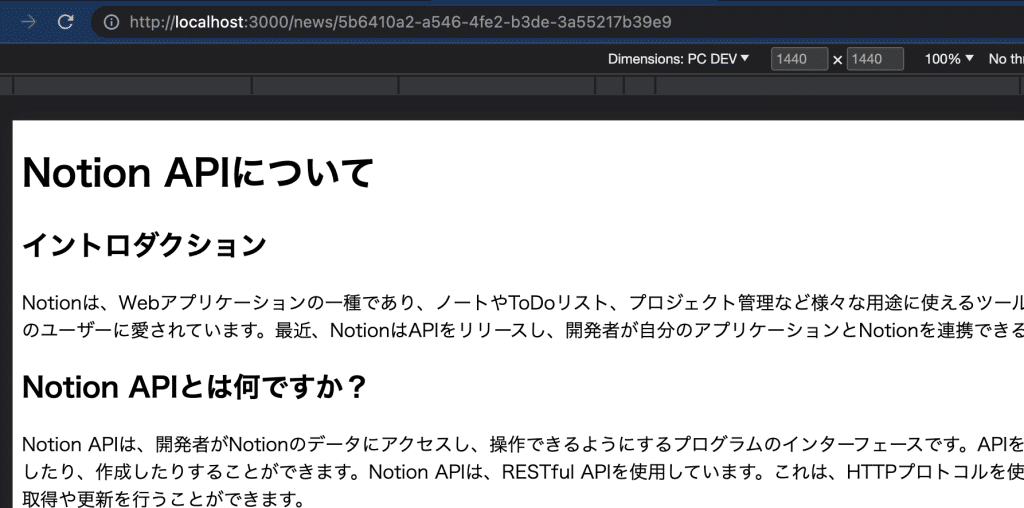 http://localhost:3000/news/5b6410a2-a546-4fe2-b3de-3a55217b39e9
Dimensions: PC DEV 1440 × 1440 100% No thr
Notion APIについて
イントロダクション
Notionは、Webアプリケーションの一種であり、ノートやToDoリスト、プロジェクト管理など様々な用途に使えるツール
のユーザーに愛されています。最近、NotionはAPIをリリースし、開発者が自分のアプリケーションとNotionを連携できる
Notion APIとは何ですか？
Notion APIは、開発者がNotionのデータにアクセスし、操作できるようにするプログラムのインターフェースです。APIを
したり、作成したりすることができます。Notion APIは、RESTful APIを使用しています。これは、HTTPプロトコルを使
取得や更新を行うことができます。